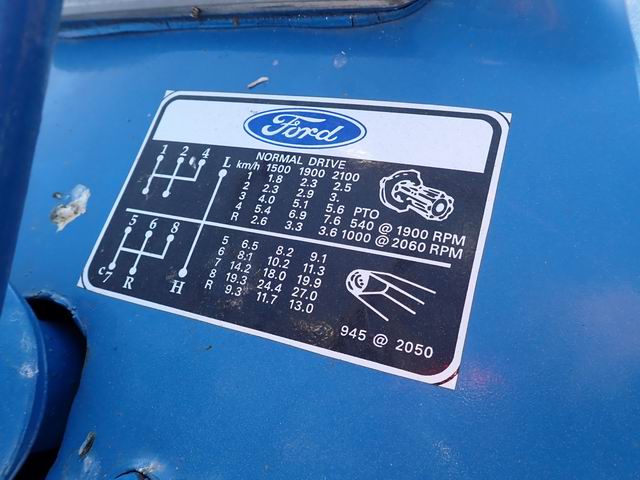 Ford
NORMAL DRIVE
1 2 4 L km/h 1500 1900 2100
1 1.8 2.3 2.5
2 2.3 2.9 3.
3 4.0 5.1 5.6 PTO
4 5.4 6.9 7.6 540 @ 1900 RPM
R 2.6 3.3 3.6 1000 @ 2060 RPM
5 6 8
c7 R H
5 6.5 8.2 9.1
6 8.1 10.2 11.3
7 14.2 18.0 19.9
8 19.3 24.4 27.0
R 9.3 11.7 13.0
945 @ 2050